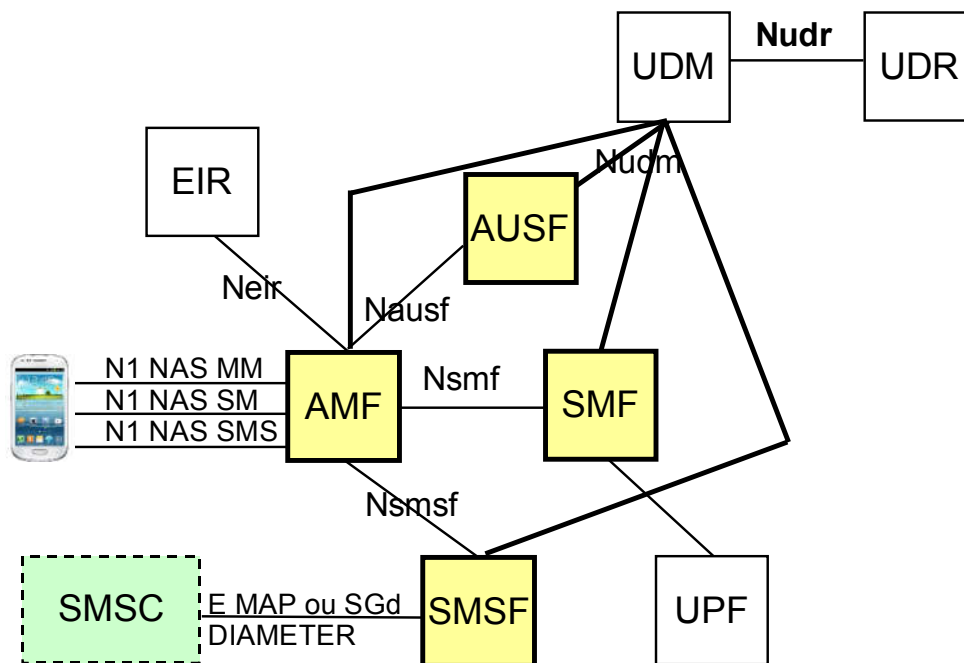 Nudr
UDM
UDR
EIR
Nudm
AUSF
Neir
Nausf
N1 NAS MM
N1 NAS SM
N1 NAS SMS
AMF
Nsmf
SMF
Nsmsf
SMSC
E MAP ou SGd
DIAMETER
SMSF
UPF